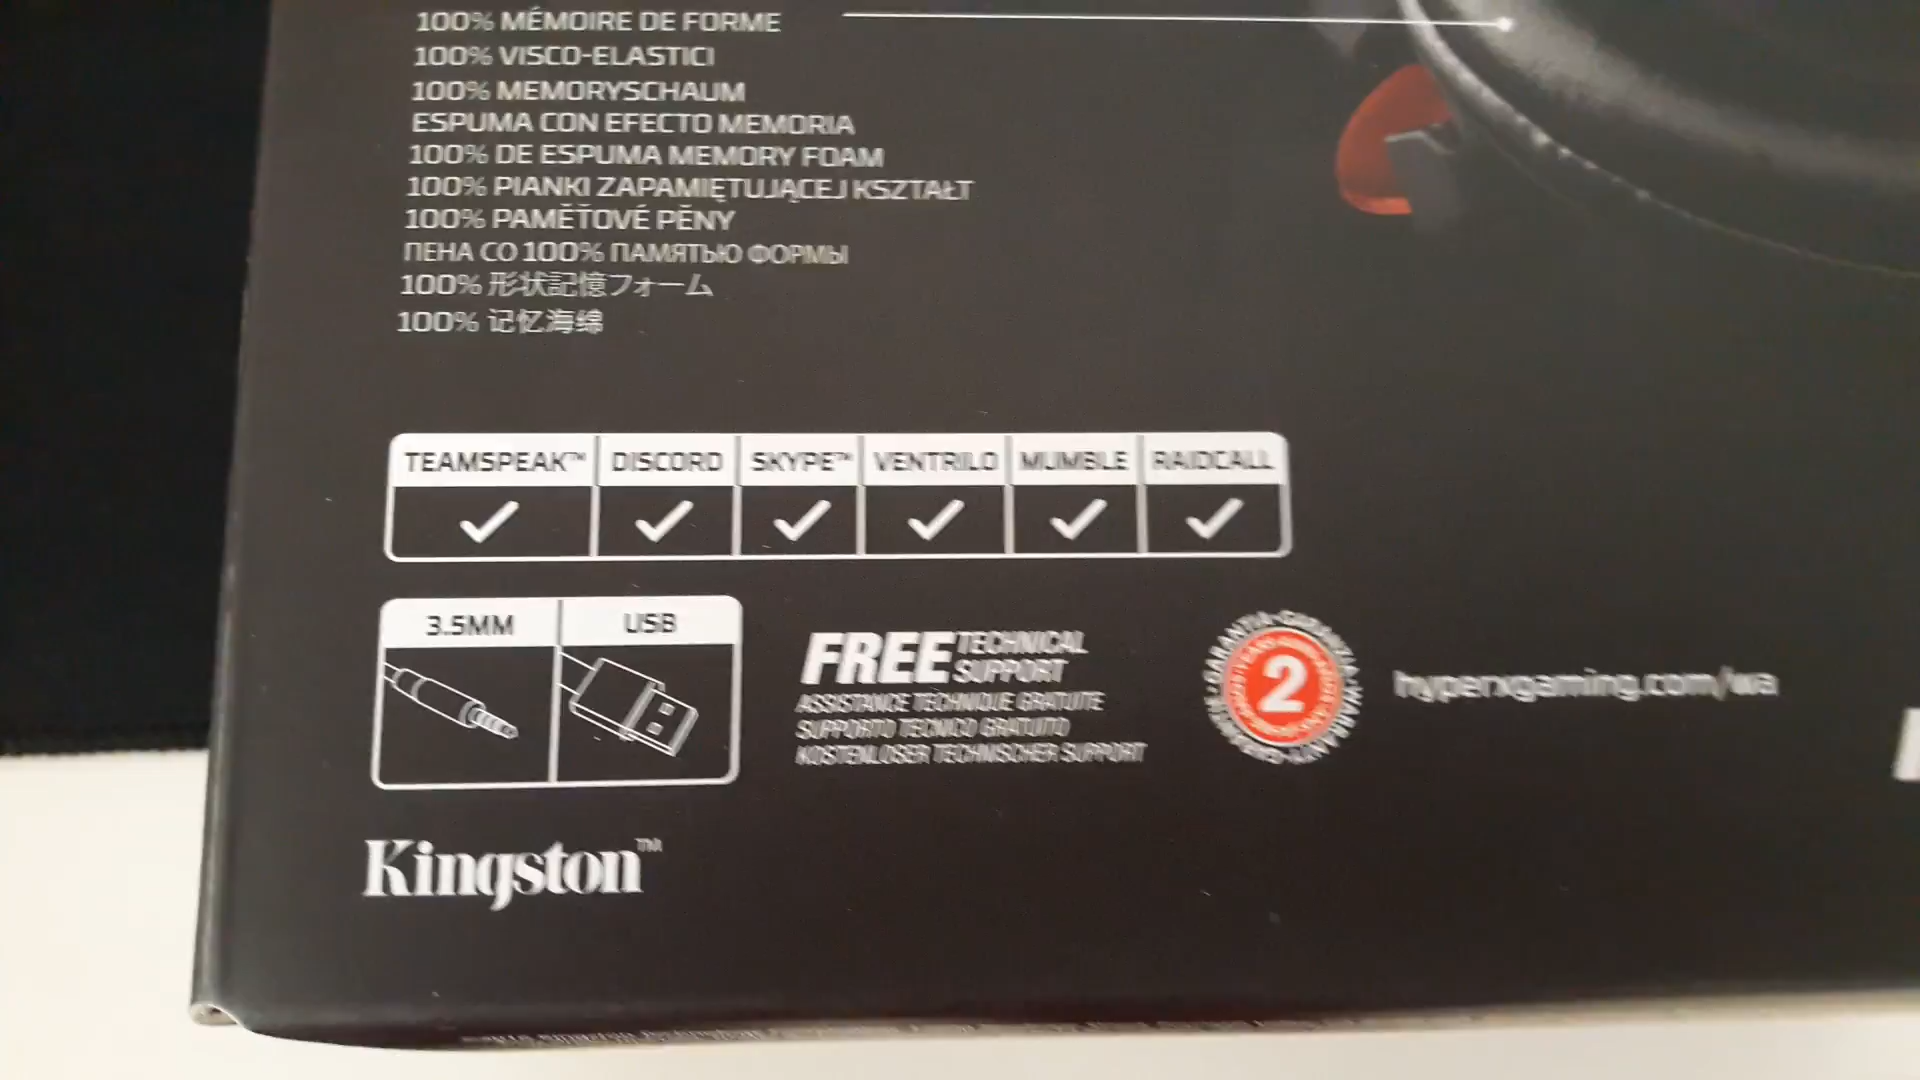 100% MÉMOIRE DE FORME
100% VISCO-ELASTICI
100% MEMORYSCHAUM
ESPUMA CON EFECTO MEMORIA
100% DE ESPUMA MEMORY FOAM
100% PIANKI ZAPAMIĘTUJĄCEJ KSZTAŁT
100% PAMĚŤOVÉ PĚNY
ПЕНА СО 100% ПАМЯТЬЮ ФОРМЫ
100% 形状記憶フォーム
100% 记忆海绵
TEAMSPEAK™ DISCORD SKYPE™ VENTRILO MUMBLE RAIDCALL
3.5MM USB
FREE TECHNICAL SUPPORT
ASSISTANCE TECHNIQUE GRATUITE
SUPPORTO TECNICO GRATUITO
KOSTENLOSER TECHNISCHER SUPPORT
2
hyperxgaming.com/wa
Kingston™